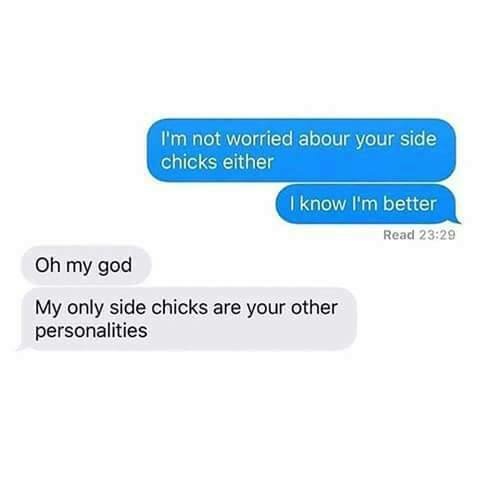 I'm not worried abour your side
chicks either
I know I'm better
Read 23:29
Oh my god
My only side chicks are your other
personalities